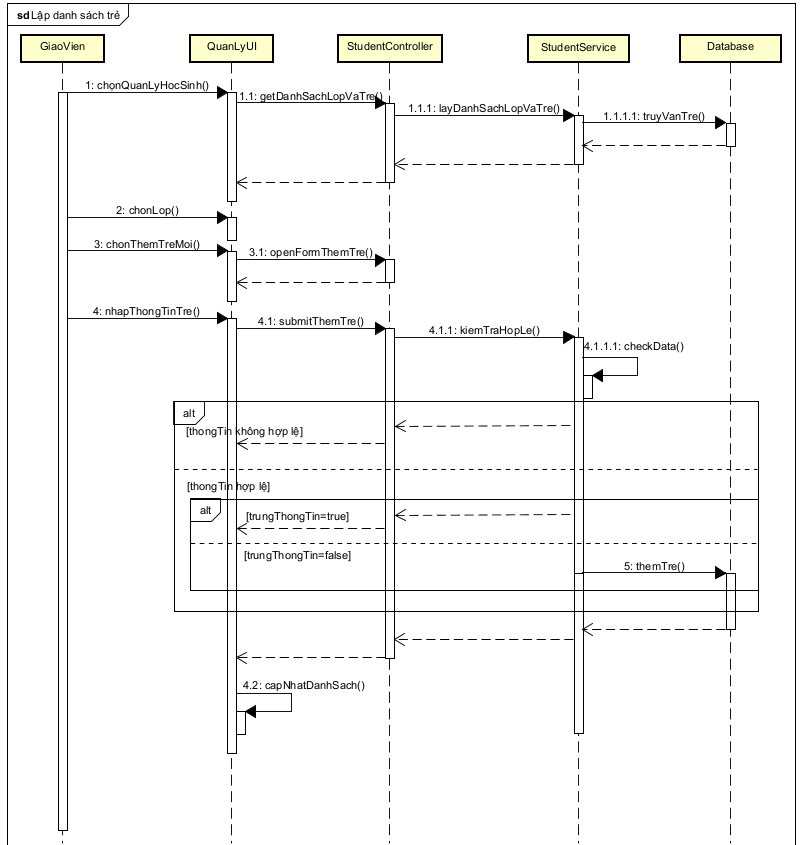 sd Lập danh sách trẻ
GiaoVien
QuanLyUI
StudentController
StudentService
Database
1: chọnQuanLyHocSinh()
1.1: getDanhSachLopVaTre()
1.1.1: layDanhSachLopVaTre()
1.1.1.1: truyVanTre()
2: chonLop()
3: chonThemTreMoi()
3.1: openFormThemTre()
4: nhapThongTinTre()
4.1: submitThemTre()
4.1.1: kiemTraHopLe()
4.1.1.1: checkData()
alt
[thongTin không hợp lệ]
[thongTin hợp lệ]
alt
[trungThongTin=true]
[trungThongTin=false]
5: themTre()
4.2: capNhatDanhSach()